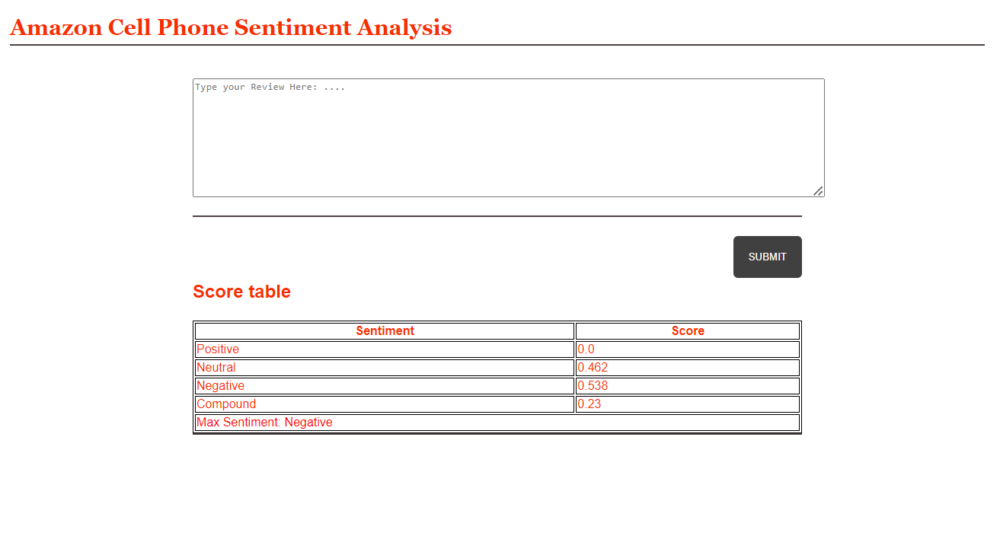 Amazon Cell Phone Sentiment Analysis
Type your Review Here: ....
SUBMIT
Score table
Sentiment Score
Positive 0.0
Neutral 0.462
Negative 0.538
Compound 0.23
Max Sentiment: Negative